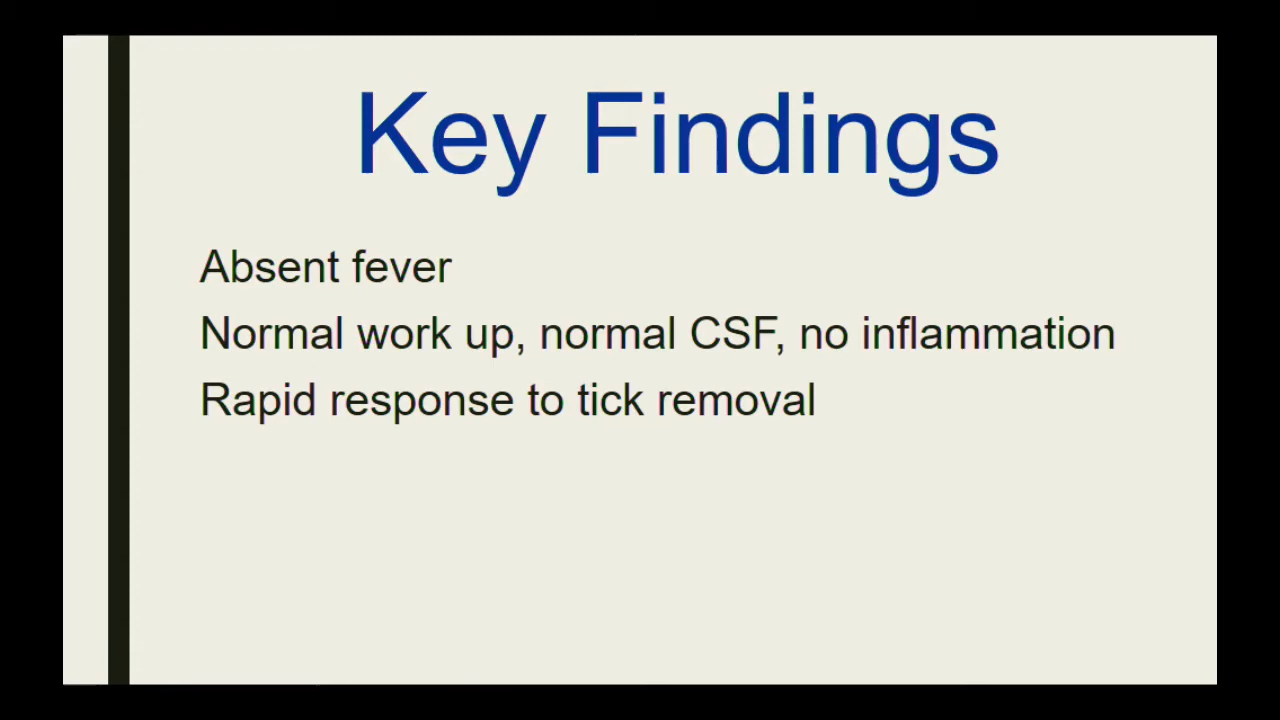 Key Findings
Absent fever
Normal work up, normal CSF, no inflammation
Rapid response to tick removal